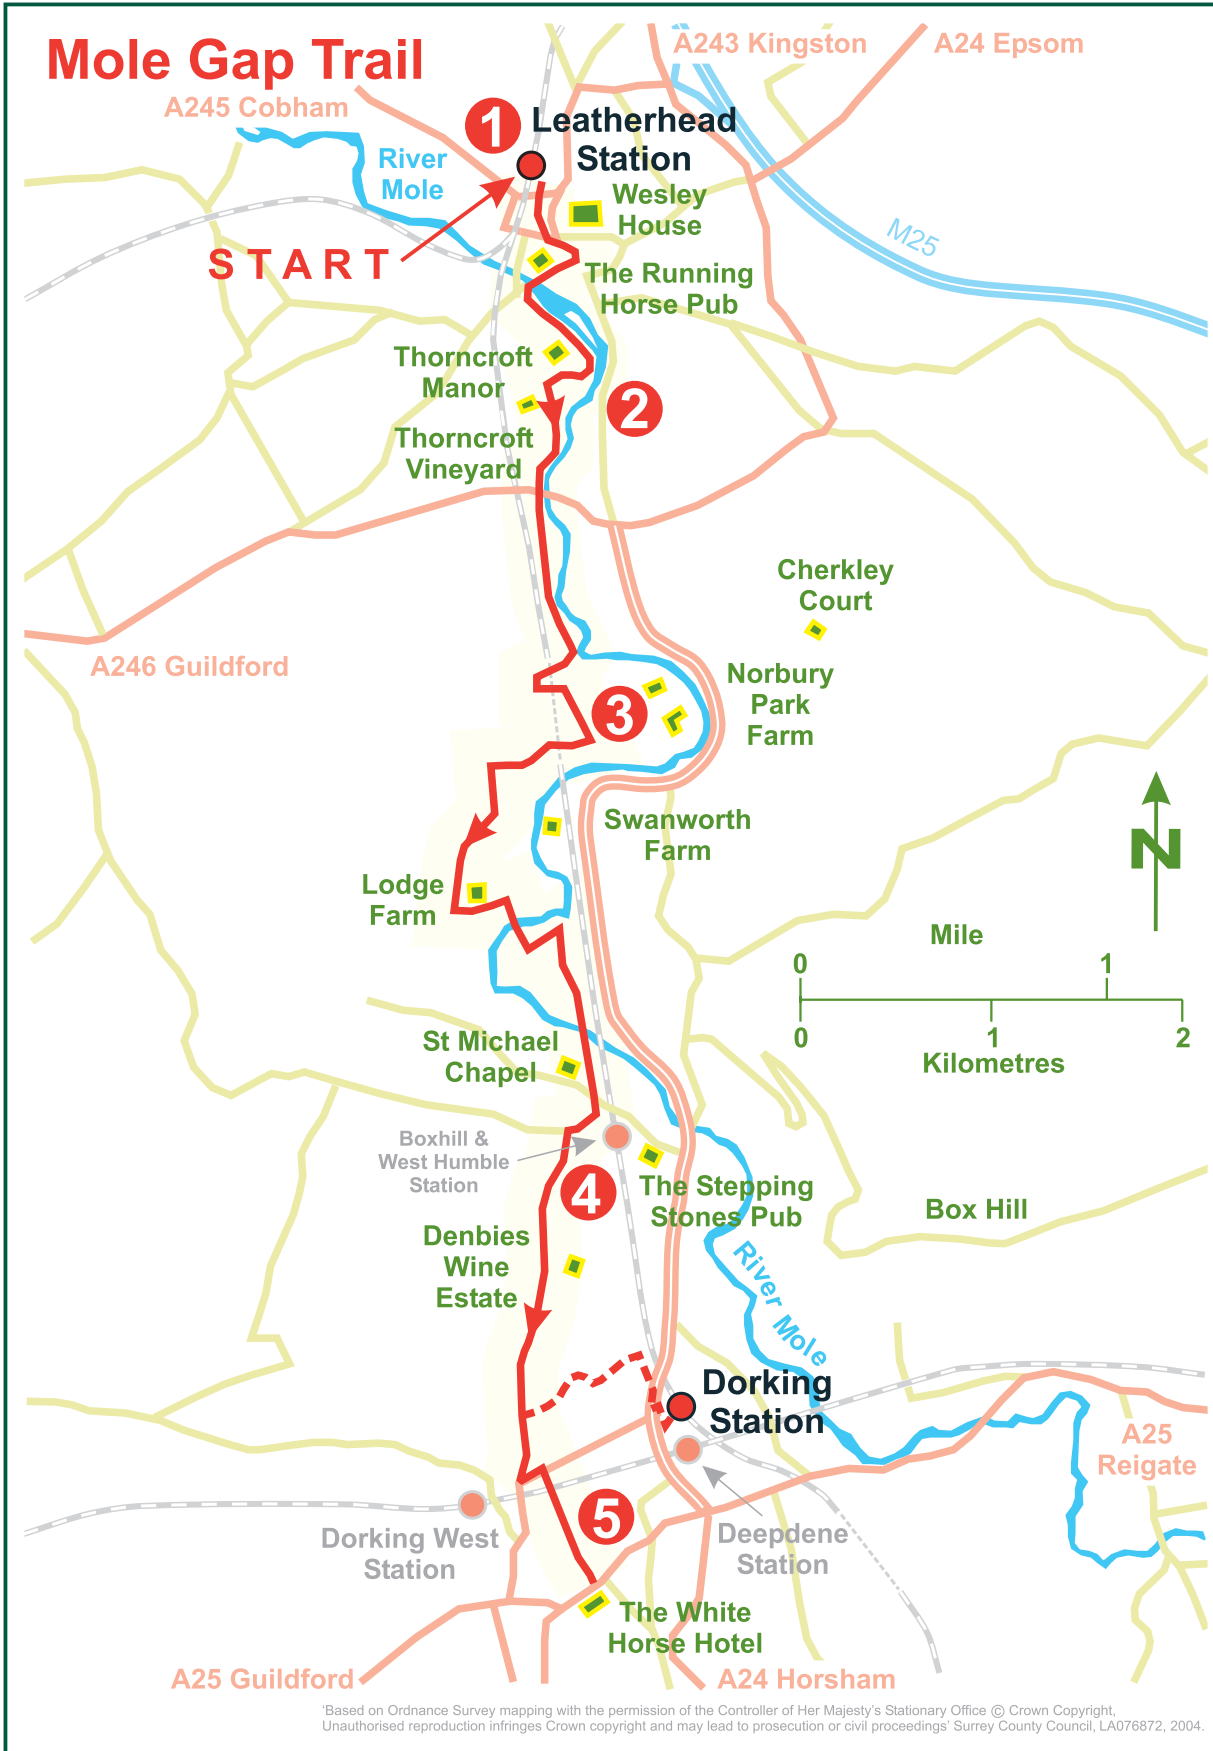 Mole Gap Trail
A243 Kingston
A24 Epsom
A245 Cobham
1
Leatherhead
Station
River
Mole
Wesley
House
START
M25
The Running
Horse Pub
Thorncroft
Manor
2
Thorncroft
Vineyard
Cherkley
Court
A246 Guildford
Norbury
Park
Farm
3
Swanworth
Farm
N
Lodge
Farm
Mile
0 1
0 1 2
Kilometres
St Michael
Chapel
Boxhill &
West Humble
Station
4
The Stepping
Stones Pub
Box Hill
Denbies
Wine
Estate
River Mole
Dorking
Station
A25
Reigate
5
Dorking West
Station
Deepdene
Station
The White
Horse Hotel
A25 Guildford
A24 Horsham
‘Based on Ordnance Survey mapping with the permission of the Controller of Her Majesty’s Stationary Office © Crown Copyright,
Unauthorised reproduction infringes Crown copyright and may lead to prosecution or civil proceedings’ Surrey County Council, LA076872, 2004.